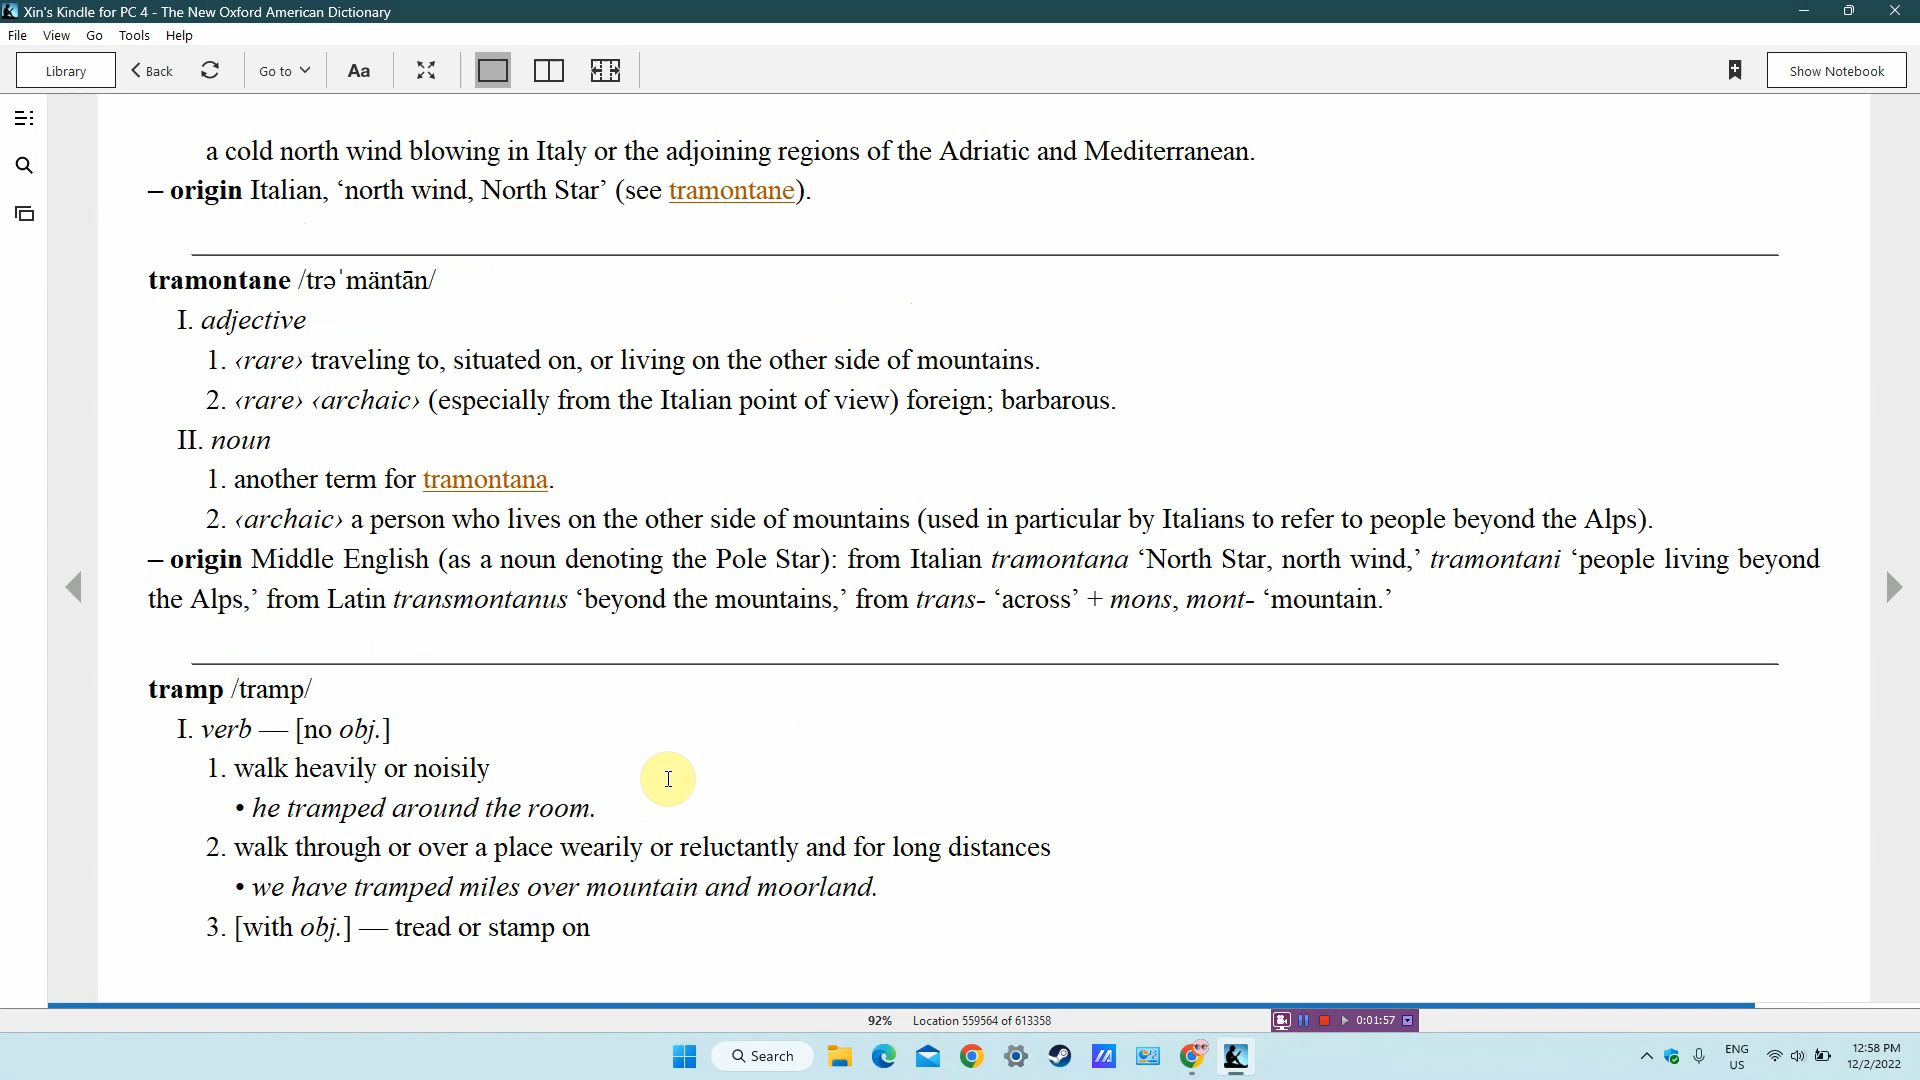 Xin's Kindle for PC 4 - The New Oxford American Dictionary
File View Go Tools Help
Library Back Go to Aa Show Notebook
a cold north wind blowing in Italy or the adjoining regions of the Adriatic and Mediterranean.
– origin Italian, ‘north wind, North Star’ (see tramontane).
tramontane /trəˈmäntān/
I. adjective
1. ‹rare› traveling to, situated on, or living on the other side of mountains.
2. ‹rare› ‹archaic› (especially from the Italian point of view) foreign; barbarous.
II. noun
1. another term for tramontana.
2. ‹archaic› a person who lives on the other side of mountains (used in particular by Italians to refer to people beyond the Alps).
– origin Middle English (as a noun denoting the Pole Star): from Italian tramontana ‘North Star, north wind,’ tramontani ‘people living beyond
the Alps,’ from Latin transmontanus ‘beyond the mountains,’ from trans- ‘across’ + mons, mont- ‘mountain.’
tramp /tramp/
I. verb — [no obj.]
1. walk heavily or noisily
• he tramped around the room.
2. walk through or over a place wearily or reluctantly and for long distances
• we have tramped miles over mountain and moorland.
3. [with obj.] — tread or stamp on
92% Location 559564 of 613358 0:01:57
Search ENG 12:58 PM
US 12/2/2022